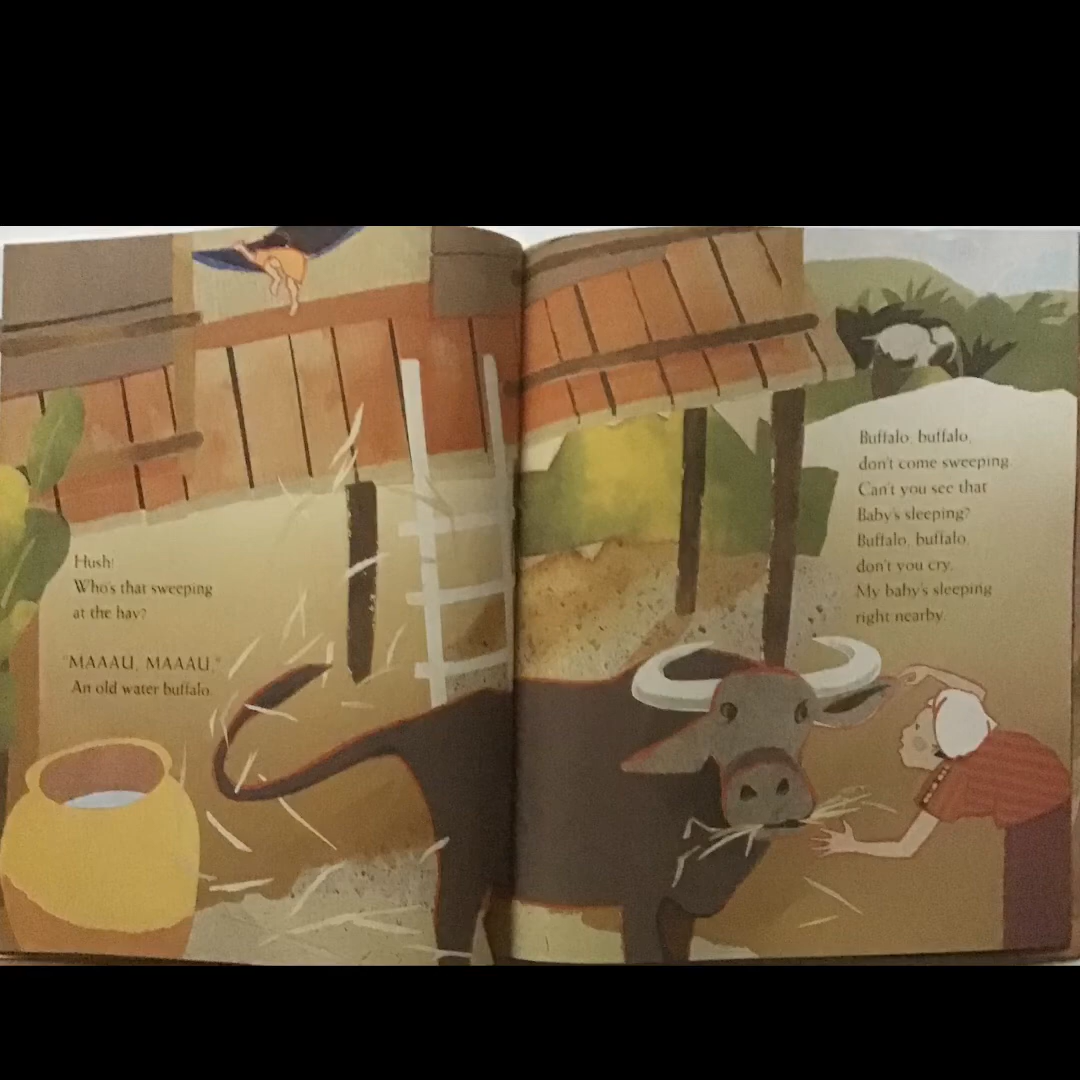 Hush!
Who's that sweeping
at the hay?
"MAAAU, MAAAU,"
An old water buffalo.
Buffalo, buffalo,
don't come sweeping.
Can't you see that
Baby's sleeping?
Buffalo, buffalo,
don't you cry.
My baby's sleeping
right nearby.